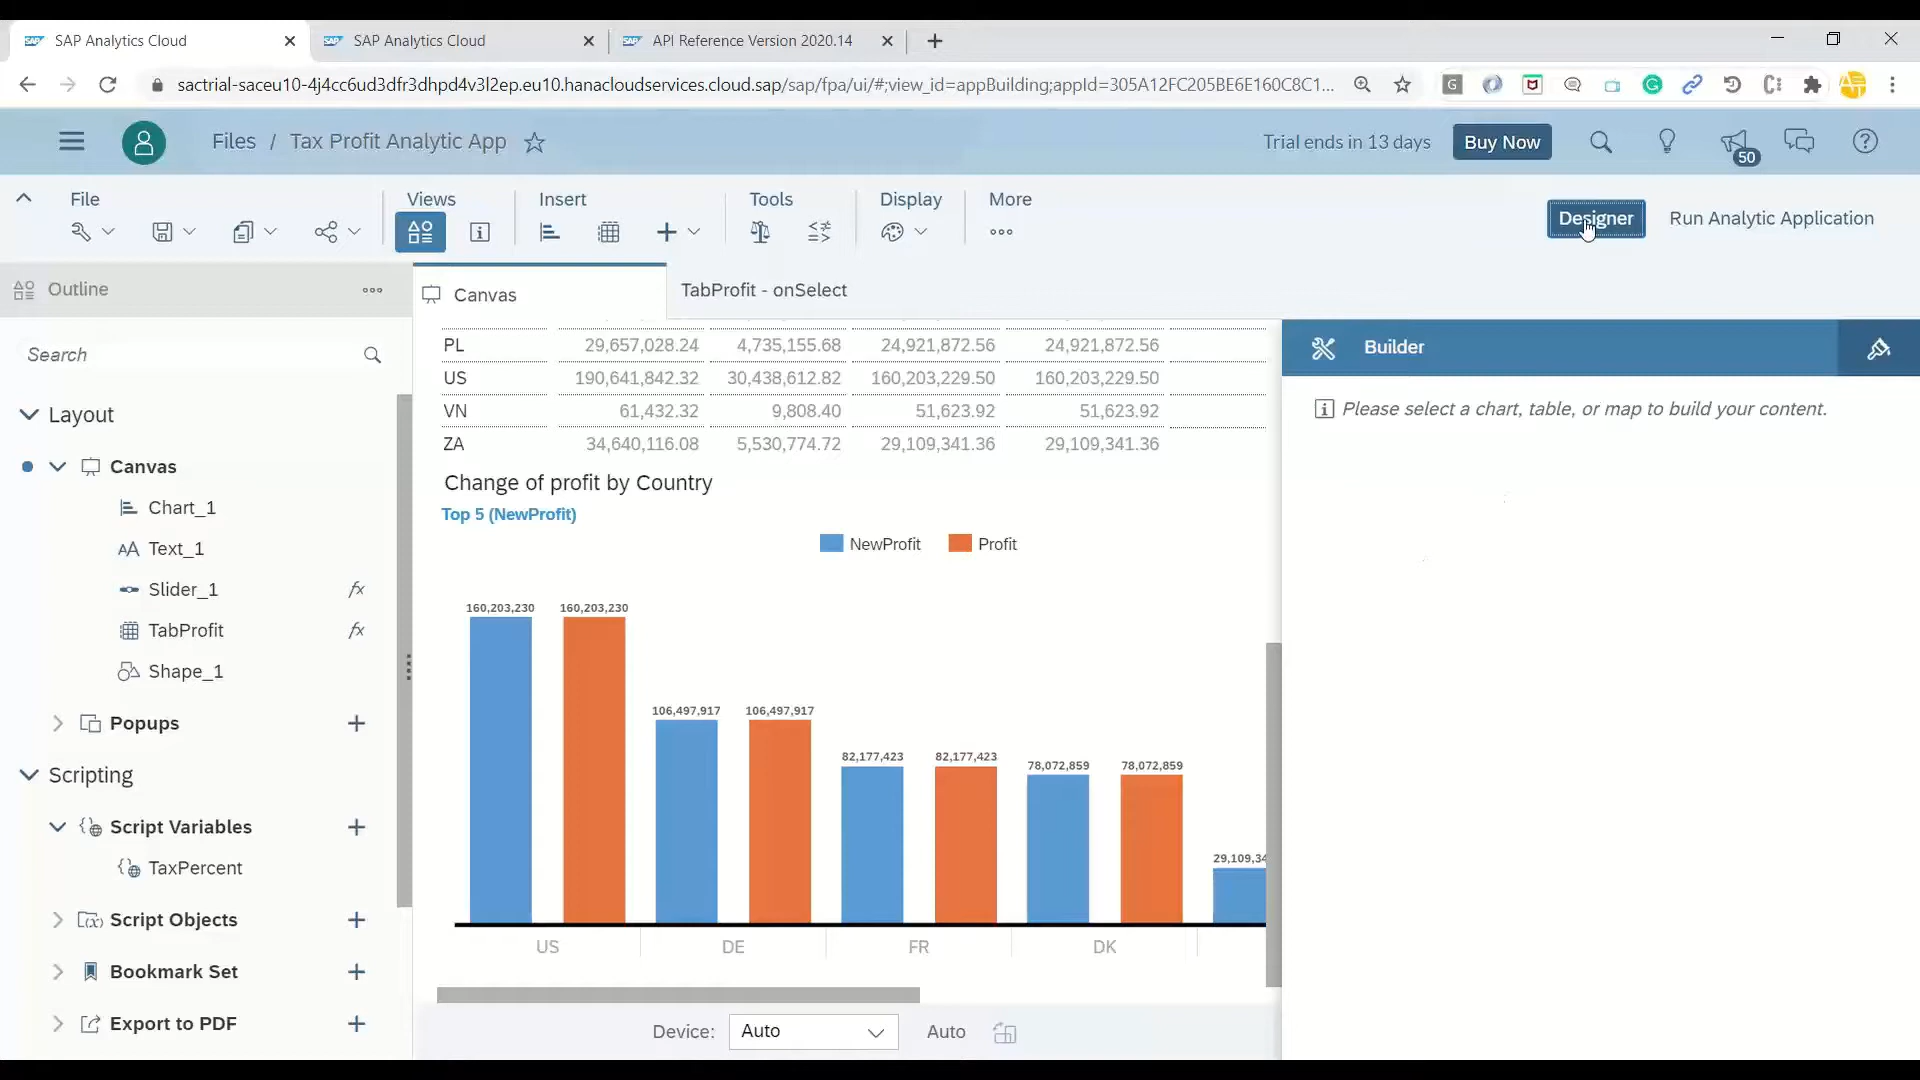 SAP Analytics Cloud
SAP Analytics Cloud
API Reference Version 2020.14
sactrial-saceu10-4j4cc6ud3dfr3dhpd4v3l2ep.eu10.hanacloudservices.cloud.sap/sap/fpa/ui/#;view_id=appBuilding;appId=305A12FC205BE6E160C8C1...
Files / Tax Profit Analytic App
Trial ends in 13 days
Buy Now
50
File
Views
Insert
Tools
Display
More
Designer
Run Analytic Application
Outline
Canvas
TabProfit - onSelect
Search
Layout
Canvas
Chart_1
Text_1
Slider_1
TabProfit
Shape_1
Popups
Scripting
Script Variables
TaxPercent
Script Objects
Bookmark Set
Export to PDF
PL 29,657,028.24 4,735,155.68 24,921,872.56 24,921,872.56
US 190,641,842.32 30,438,612.82 160,203,229.50 160,203,229.50
VN 61,432.32 9,808.40 51,623.92 51,623.92
ZA 34,640,116.08 5,530,774.72 29,109,341.36 29,109,341.36
Change of profit by Country
Top 5 (NewProfit)
NewProfit Profit
160,203,230 160,203,230
106,497,917 106,497,917
82,177,423 82,177,423
78,072,859 78,072,859
29,109,34
US DE FR DK
Device: Auto Auto
Builder
Please select a chart, table, or map to build your content.